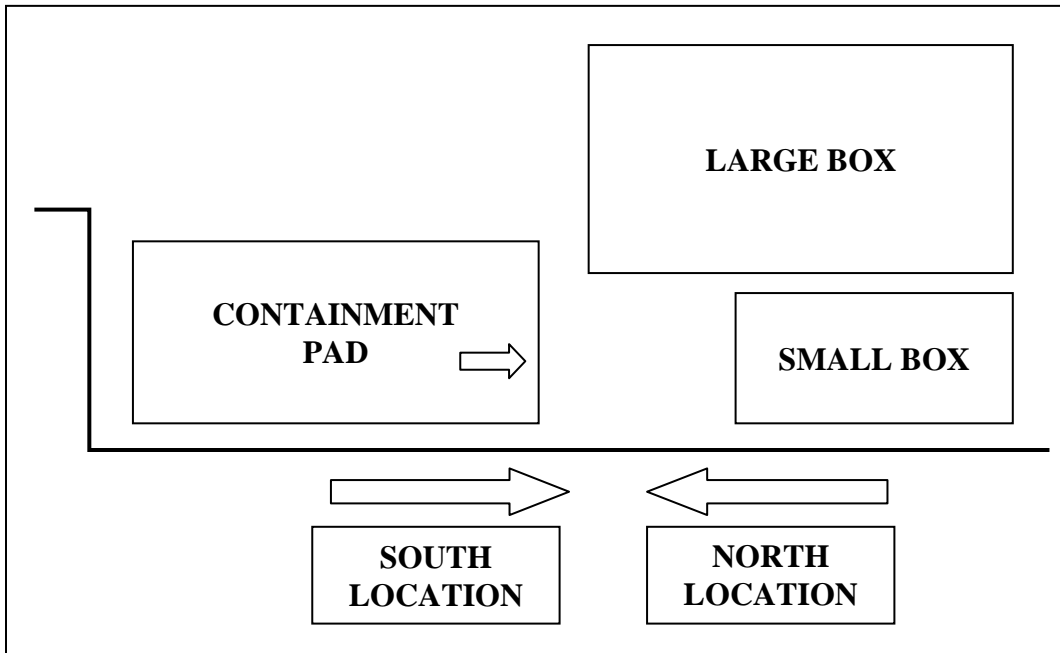 LARGE BOX
CONTAINMENT
PAD
SMALL BOX
SOUTH
LOCATION
NORTH
LOCATION